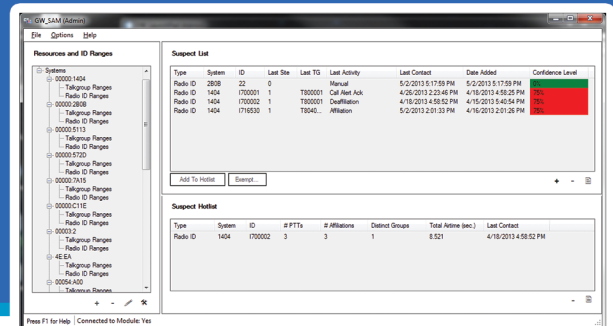 GW_SAM (Admin)
File Options Help
Resources and ID Ranges
Systems
00000:1404
Talkgroup Ranges
Radio ID Ranges
00000:2B0B
Talkgroup Ranges
Radio ID Ranges
00000:5113
Talkgroup Ranges
Radio ID Ranges
00000:572D
Talkgroup Ranges
Radio ID Ranges
00000:7A15
Talkgroup Ranges
Radio ID Ranges
00000:C11E
Talkgroup Ranges
Radio ID Ranges
00003:2
Talkgroup Ranges
Radio ID Ranges
4E:EA
Talkgroup Ranges
Radio ID Ranges
00054:A00
Talkgroup Ranges
Suspect List
Type System ID Last Site Last TG Last Activity Last Contact Date Added Confidence Level
Radio ID 2B0B 22 0 Manual 5/2/2013 5:17:59 PM 5/2/2013 5:17:59 PM 0%
Radio ID 1404 I700001 1 T800001 Call Alert Ack 4/26/2013 2:23:46 PM 4/18/2013 4:58:25 PM 75%
Radio ID 1404 I700002 1 T800001 Deaffiliation 4/18/2013 4:58:52 PM 4/15/2013 5:40:54 PM 75%
Radio ID 1404 I716530 1 T8040... Affiliation 5/2/2013 2:01:33 PM 4/16/2013 2:01:26 PM 75%
Add To Hotlist Exempt...
Suspect Hotlist
Type System ID # PTTs # Affiliations Distinct Groups Total Airtime (sec.) Last Contact
Radio ID 1404 I700002 3 3 1 8.521 4/18/2013 4:58:52 PM
Press F1 for Help Connected to Module: Yes